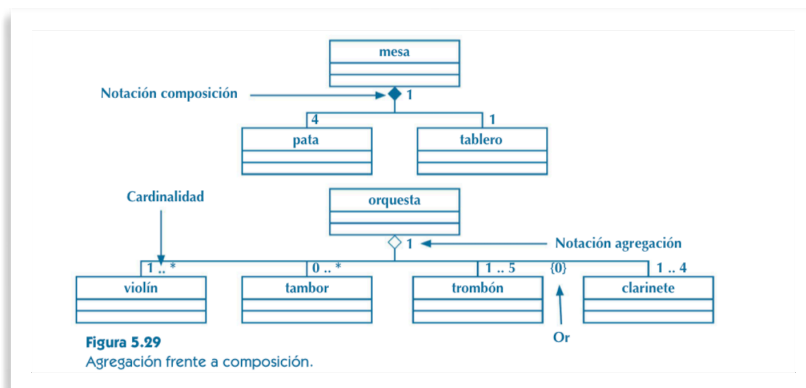 mesa
Notación composición
1
4
1
pata
tablero
Cardinalidad
orquesta
1
Notación agregación
1 .. *
0 .. *
1 .. 5
{0}
1 .. 4
violín
tambor
trombón
clarinete
Or
Figura 5.29
Agregación frente a composición.